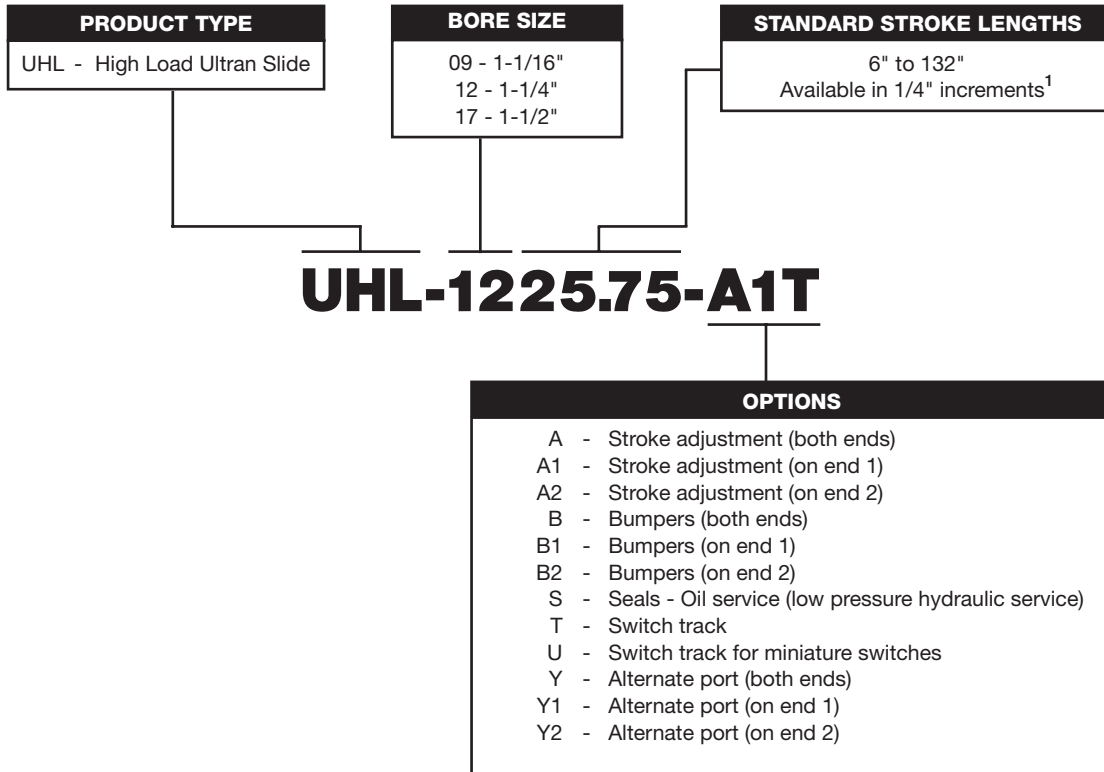 PRODUCT TYPE
UHL - High Load Ultran Slide
BORE SIZE
09 - 1-1/16"
12 - 1-1/4"
17 - 1-1/2"
STANDARD STROKE LENGTHS
6" to 132"
Available in 1/4" increments1
UHL-1225.75-A1T
OPTIONS
A - Stroke adjustment (both ends)
A1 - Stroke adjustment (on end 1)
A2 - Stroke adjustment (on end 2)
B - Bumpers (both ends)
B1 - Bumpers (on end 1)
B2 - Bumpers (on end 2)
S - Seals - Oil service (low pressure hydraulic service)
T - Switch track
U - Switch track for miniature switches
Y - Alternate port (both ends)
Y1 - Alternate port (on end 1)
Y2 - Alternate port (on end 2)